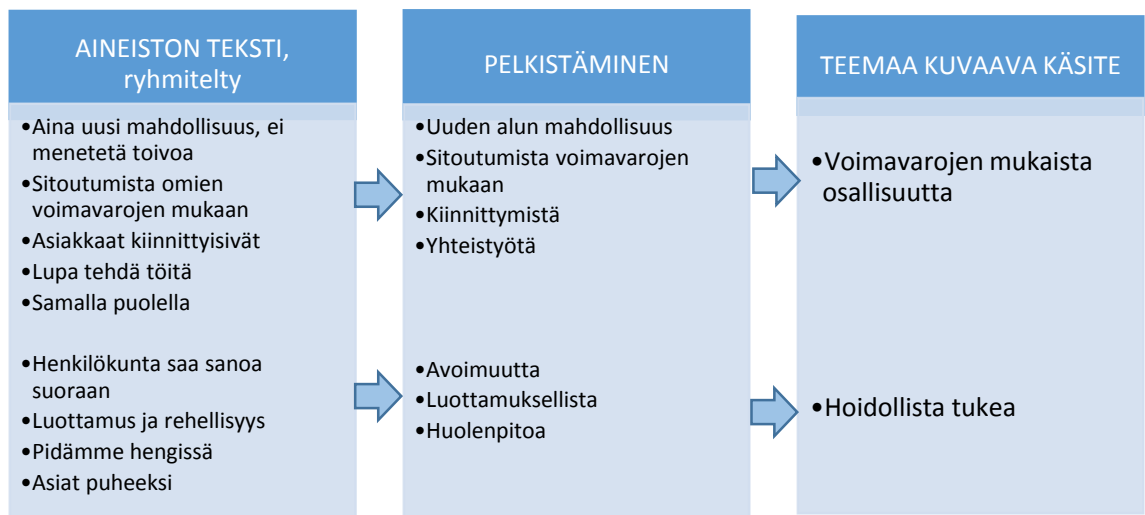 AINEISTON TEKSTI,
ryhmitelty
•Aina uusi mahdollisuus, ei
menetetä toivoa
•Sitoutumista omien
voimavarojen mukaan
•Asiakkaat kiinnittyisivät
•Lupa tehdä töitä
•Samalla puolella
•Henkilökunta saa sanoa
suoraan
•Luottamus ja rehellisyys
•Pidämme hengissä
•Asiat puheeksi
PELKISTÄMINEN
•Uuden alun mahdollisuus
•Sitoutumista voimavarojen
mukaan
•Kiinnittymistä
•Yhteistyötä
•Avoimuutta
•Luottamuksellista
•Huolenpitoa
TEEMAA KUVAAVA KÄSITE
•Voimavarojen mukaista
osallisuutta
•Hoidollista tukea